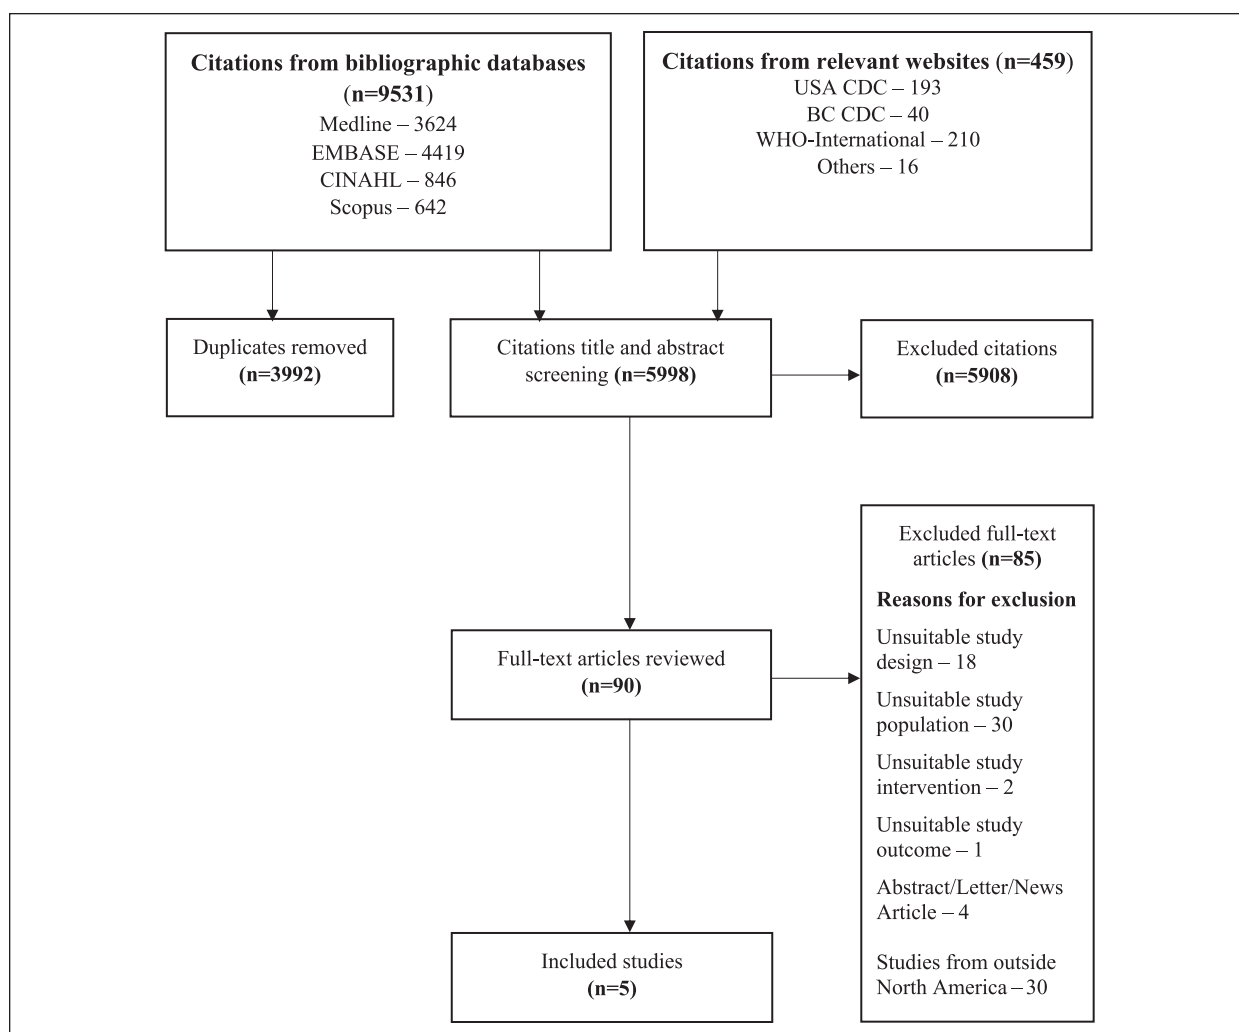 Citations from bibliographic databases
(n=9531)
Medline – 3624
EMBASE – 4419
CINAHL – 846
Scopus – 642
Citations from relevant websites (n=459)
USA CDC – 193
BC CDC – 40
WHO-International – 210
Others – 16
Duplicates removed
(n=3992)
Citations title and abstract
screening (n=5998)
Excluded citations
(n=5908)
Full-text articles reviewed
(n=90)
Excluded full-text
articles (n=85)
Reasons for exclusion
Unsuitable study
design – 18
Unsuitable study
population – 30
Unsuitable study
intervention – 2
Unsuitable study
outcome – 1
Abstract/Letter/News
Article – 4
Studies from outside
North America – 30
Included studies
(n=5)